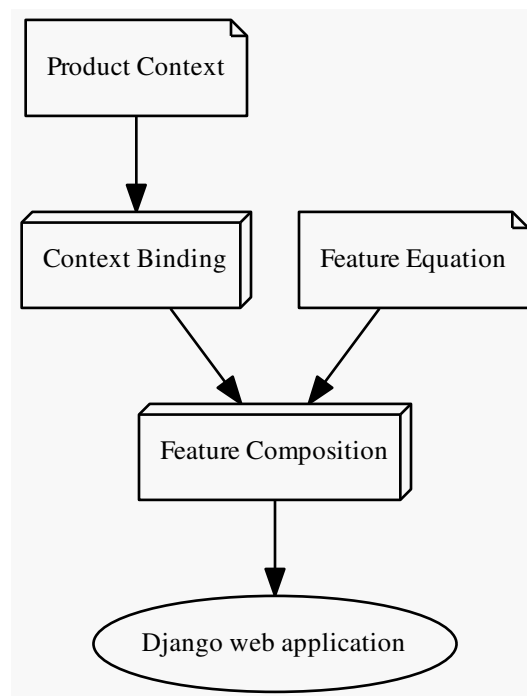 Product Context
Context Binding
Feature Equation
Feature Composition
Django web application